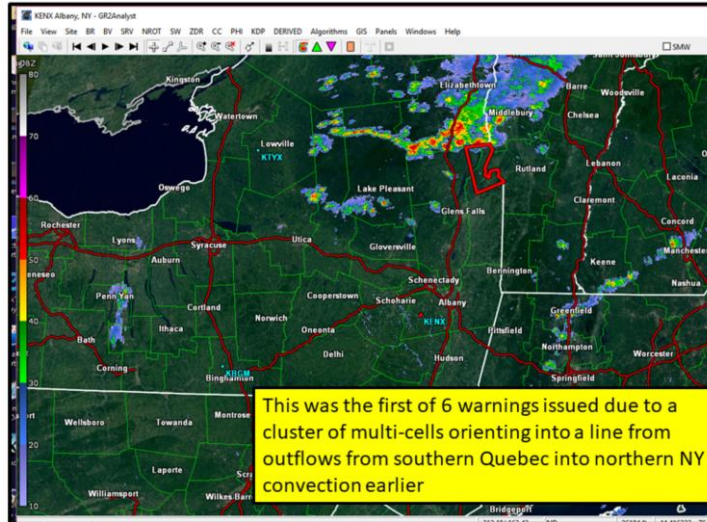 KENX Albany, NY - GR2Analyst
File View Site BR BV SRV NROT SW ZDR CC PHI KDP DERIVED Algorithms GIS Panels Windows Help
SMW
DBZ
80
70
60
50
40
30
20
10
Kingston
Watertown
Lowville
KTYX
Oswego
Rochester
Lyons
Syracuse
Utica
Auburn
Geneseo
Penn Yan
Cortland
Ithaca
Norwich
Bath
Corning
KBGM
Binghamton
Elizabethtown
Middlebury
Barre
Woodsville
Chelsea
Lebanon
Rutland
Laconia
Claremont
Lake Pleasant
Glens Falls
Gloversville
Concord
Manchester
Keene
Nashua
Bennington
Schenectady
Cooperstown
Schoharie
Albany
KENX
Oneonta
Greenfield
Pittsfield
Delhi
Hudson
Northampton
Worcester
Springfield
Wellsboro
Towanda
Montrose
Laporte
Williamsport
Wilkes Barre
Bridgeport
This was the first of 6 warnings issued due to a
cluster of multi-cells orienting into a line from
outflows from southern Quebec into northern NY
convection earlier